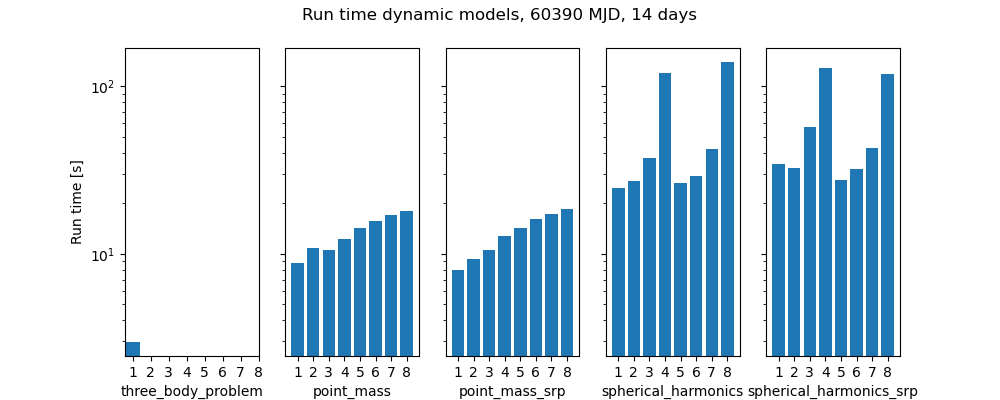 Run time dynamic models, 60390 MJD, 14 days
Run time [s]
10²
10¹
1 2 3 4 5 6 7 8
three_body_problem
1 2 3 4 5 6 7 8
point_mass
1 2 3 4 5 6 7 8
point_mass_srp
1 2 3 4 5 6 7 8
spherical_harmonics
1 2 3 4 5 6 7 8
spherical_harmonics_srp